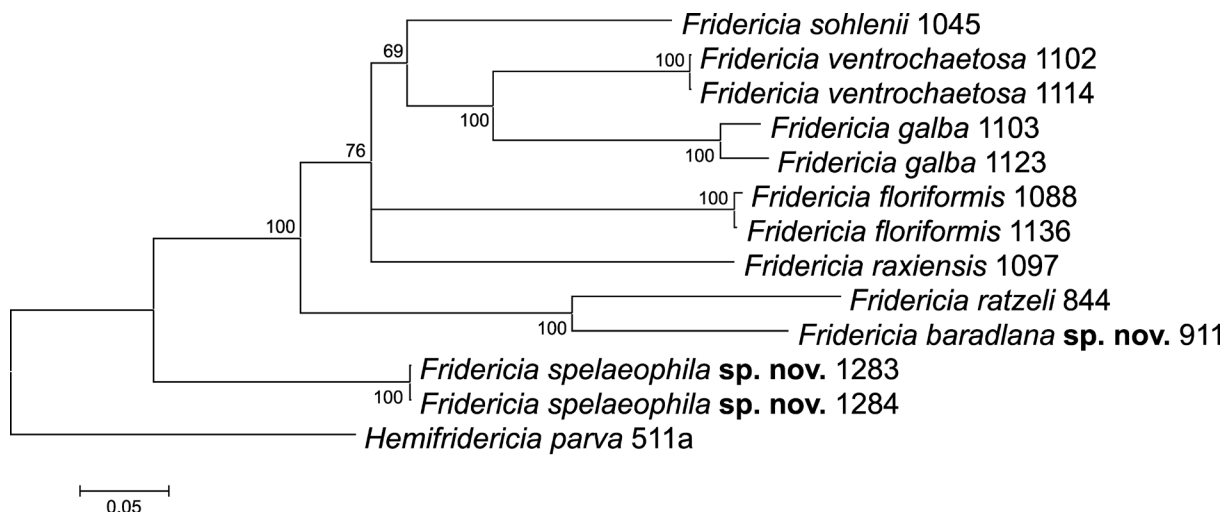 Fridericia sohlenii 1045
69
Fridericia ventrochaetosa 1102
100
Fridericia ventrochaetosa 1114
100
Fridericia galba 1103
76
100
Fridericia galba 1123
Fridericia floriformis 1088
100
100
Fridericia floriformis 1136
Fridericia raxiensis 1097
Fridericia ratzeli 844
100
Fridericia baradlana sp. nov. 911
Fridericia spelaeophila sp. nov. 1283
100
Fridericia spelaeophila sp. nov. 1284
Hemifridericia parva 511a
0.05